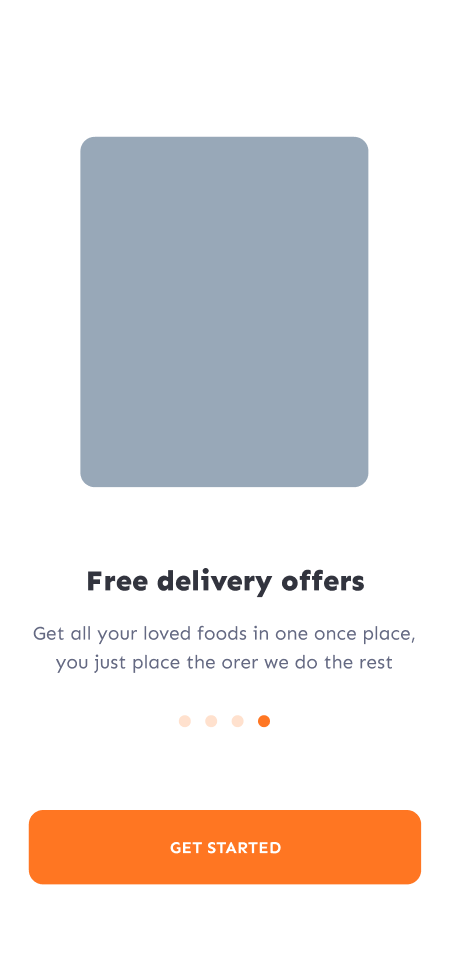 Free delivery offers
Get all your loved foods in one once place,
you just place the orer we do the rest
GET STARTED